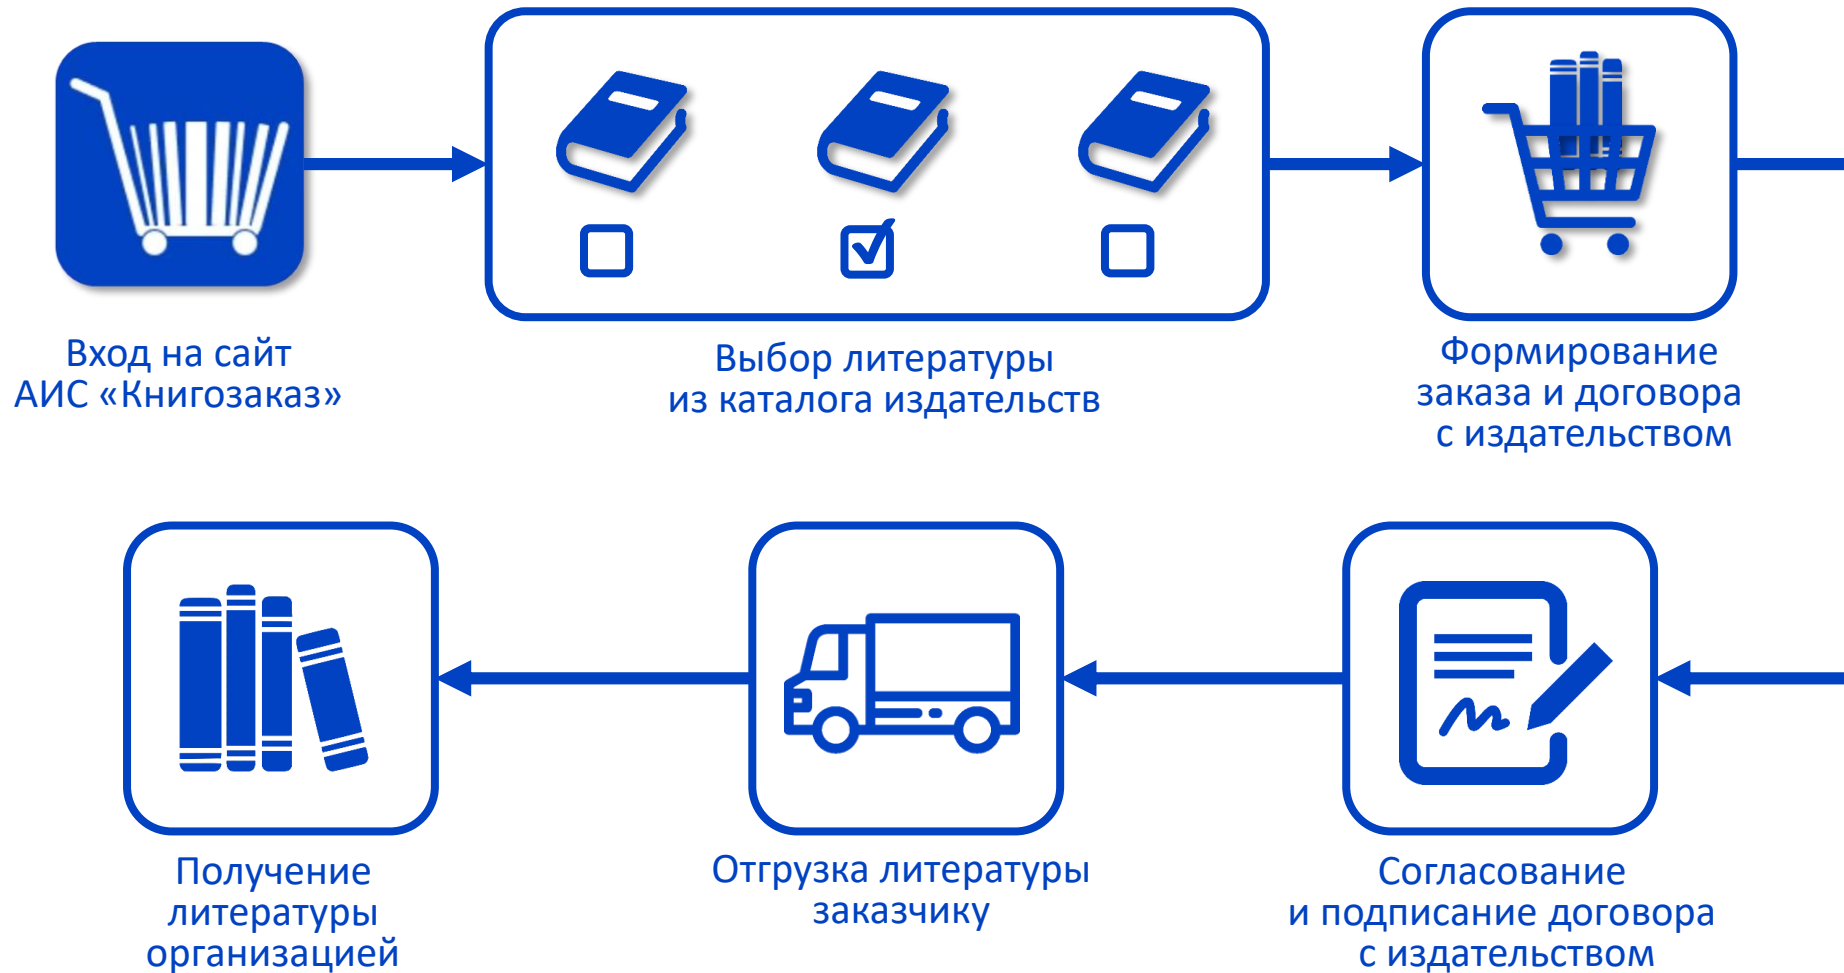 Вход на сайт
АИС «Книгозаказ»
Выбор литературы
из каталога издательств
Формирование
заказа и договора
с издательством
Получение
литературы
организацией
Отгрузка литературы
заказчику
Согласование
и подписание договора
с издательством